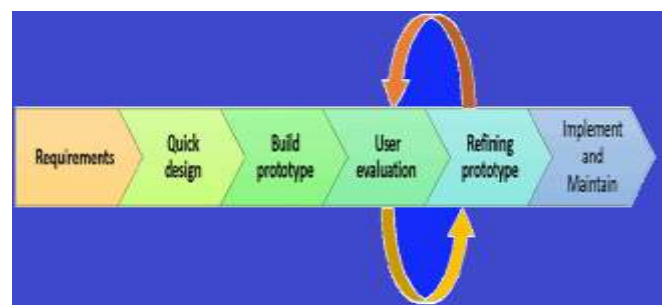 Requirements
Quick
design
Build
prototype
User
evaluation
Refining
prototype
Implement
and
Maintain